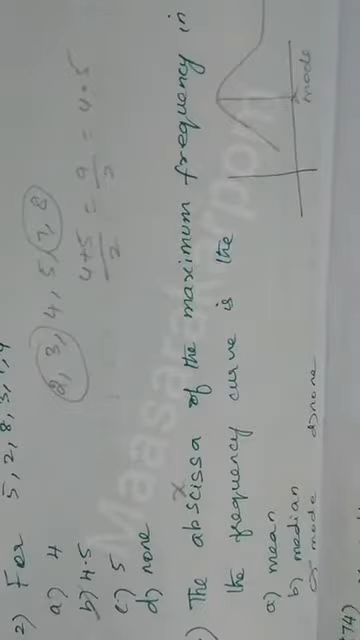 2) For 5, 2, 8, 3, 7, 4
a) 4
2, 3, 4, 5, 7, 8
b) 4.5
4+5/2 = 9/2 = 4.5
c) 5
d) none
) The abscissa of the maximum frequency in
x
the frequency curve is the
a) mean
b) median
c) mode d) none
mode
74)
Maasarakarpori